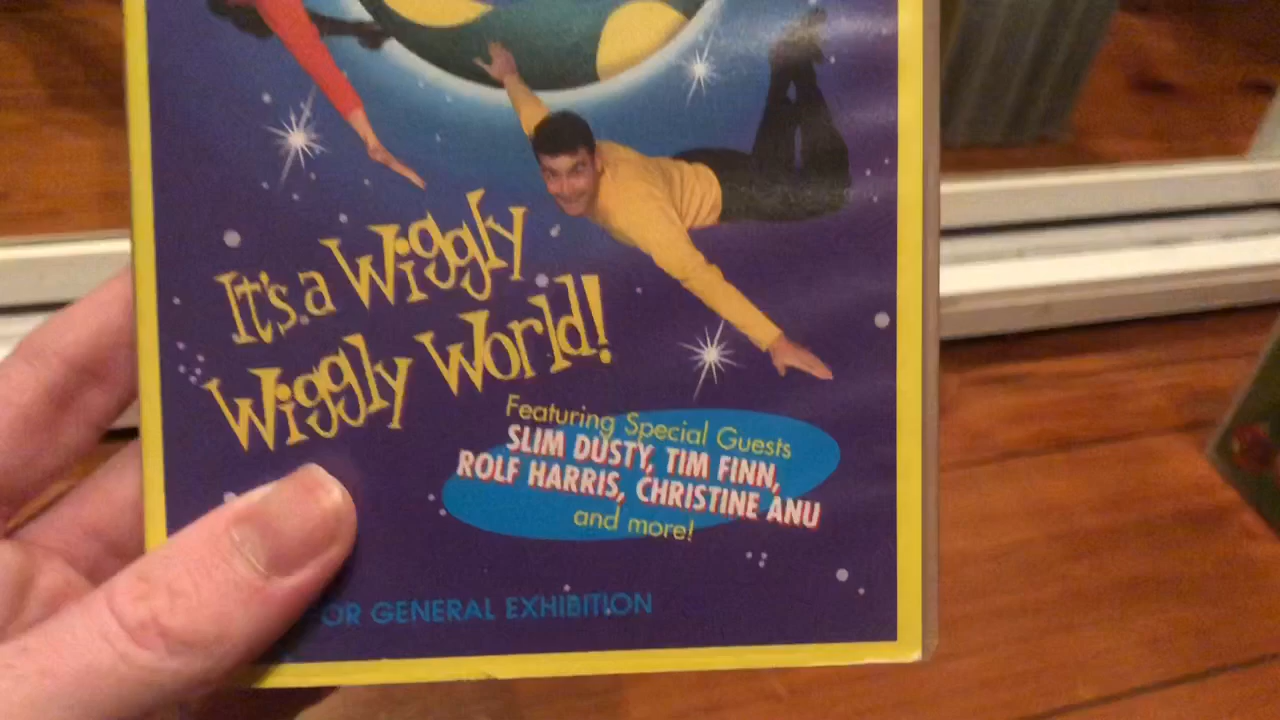 It's a Wiggly
Wiggly World!
Featuring Special Guests
SLIM DUSTY, TIM FINN,
ROLF HARRIS, CHRISTINE ANU
and more!
OR GENERAL EXHIBITION